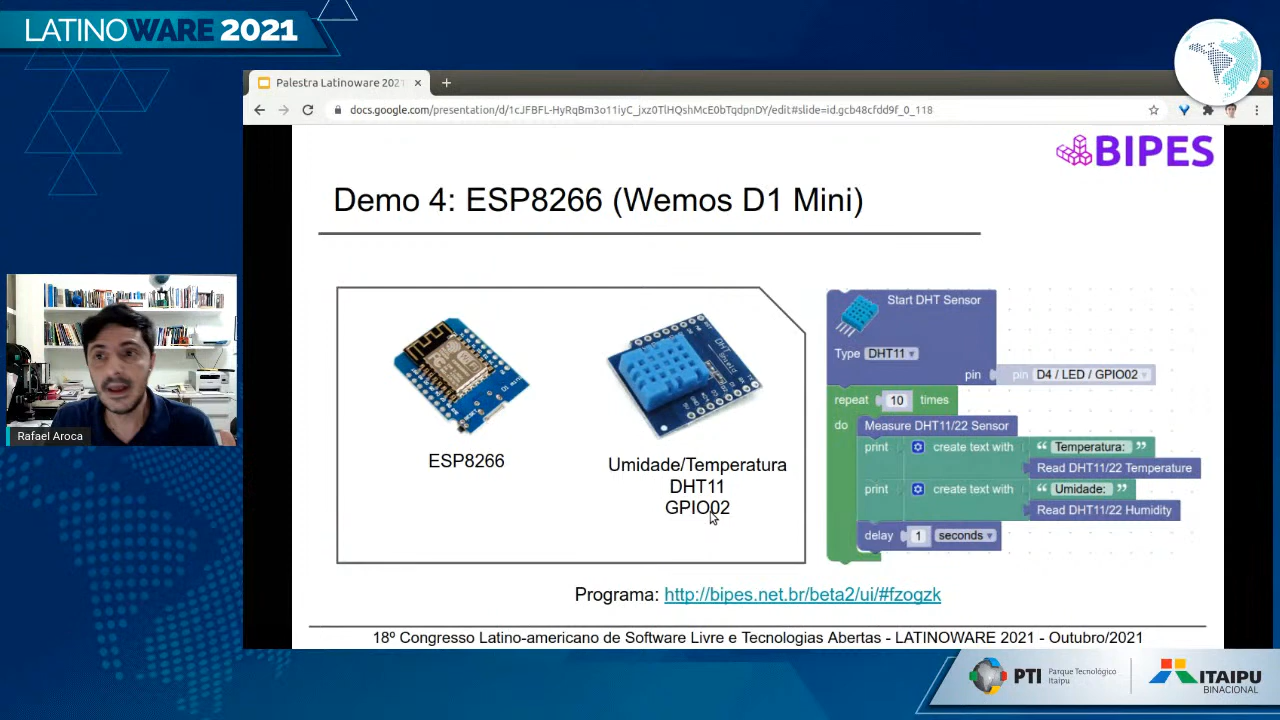 LATINOWARE 2021
Palestra Latinoware 2021
docs.google.com/presentation/d/1cJFBFL-HyRqBm3o11iyC_jxz0TlHQshMcE0bTqdpnDY/edit#slide=id.gcb48cfdd9f_0_118
BIPES
Demo 4: ESP8266 (Wemos D1 Mini)
ESP8266
Umidade/Temperatura
DHT11
GPIO02
Start DHT Sensor
Type DHT11
pin pin D4 / LED / GPIO02
repeat 10 times
do
Measure DHT11/22 Sensor
print create text with “ Temperatura: ”
Read DHT11/22 Temperature
print create text with “ Umidade: ”
Read DHT11/22 Humidity
delay 1 seconds
Programa: http://bipes.net.br/beta2/ui/#fzogzk
18º Congresso Latino-americano de Software Livre e Tecnologias Abertas - LATINOWARE 2021 - Outubro/2021
Rafael Aroca
PTI Parque Tecnológico
Itaipu
ITAIPU
BINACIONAL